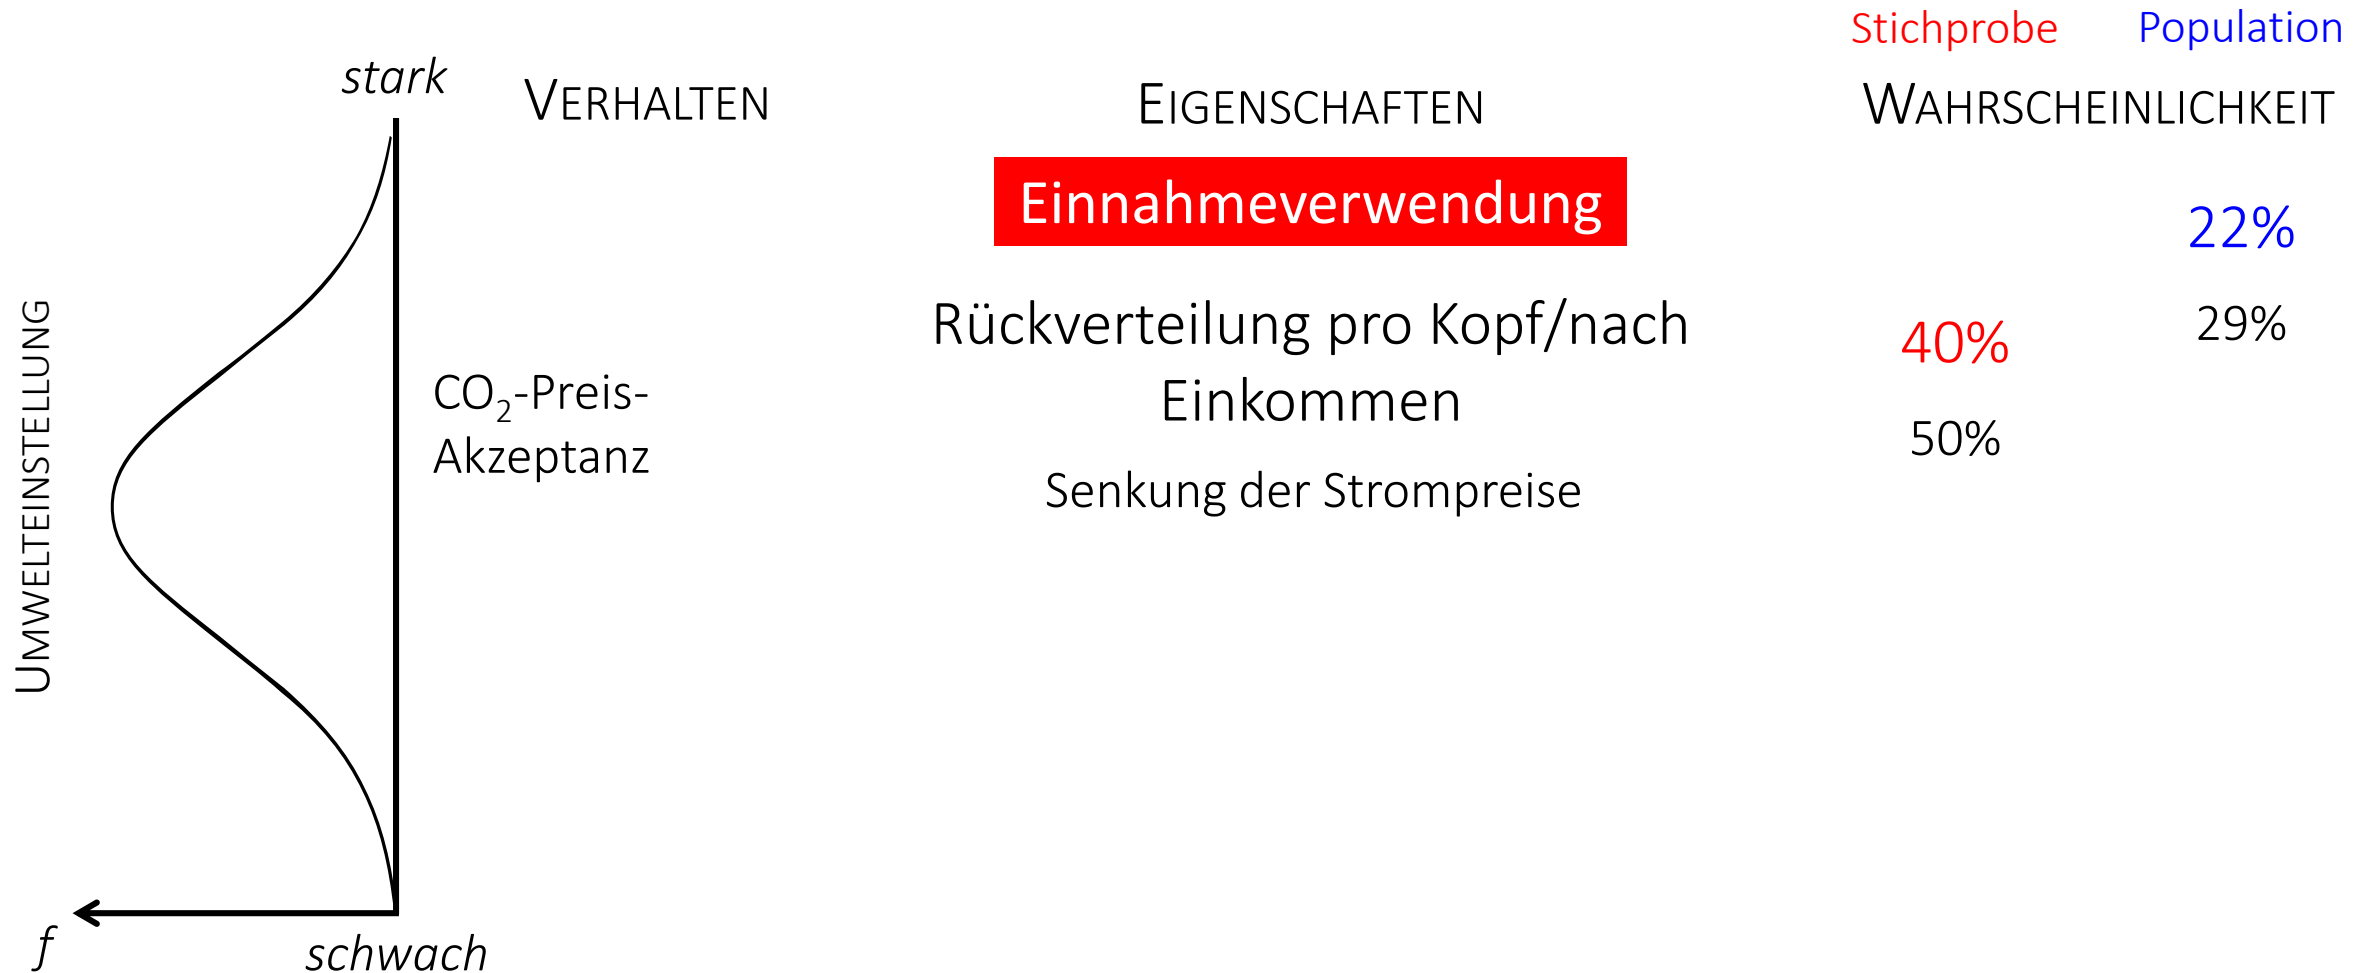 Stichprobe Population
stark VERHALTEN EIGENSCHAFTEN WAHRSCHEINLICHKEIT
Einnahmeverwendung
22%
Rückverteilung pro Kopf/nach
Einkommen
40% 29%
50%
CO₂-Preis-
Akzeptanz
Senkung der Strompreise
UMWELTEINSTELLUNG
f
schwach